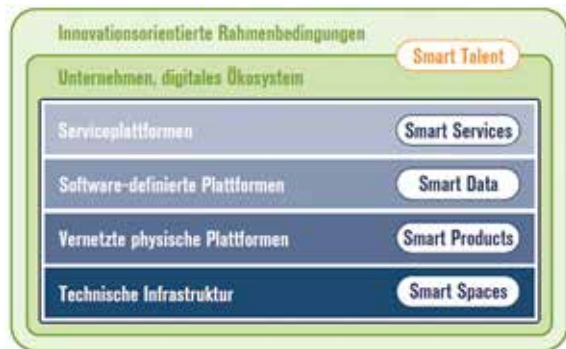 Innovationsorientierte Rahmenbedingungen
Smart Talent
Unternehmen, digitales Ökosystem
Serviceplattformen Smart Services
Software-definierte Plattformen Smart Data
Vernetzte physische Plattformen Smart Products
Technische Infrastruktur Smart Spaces